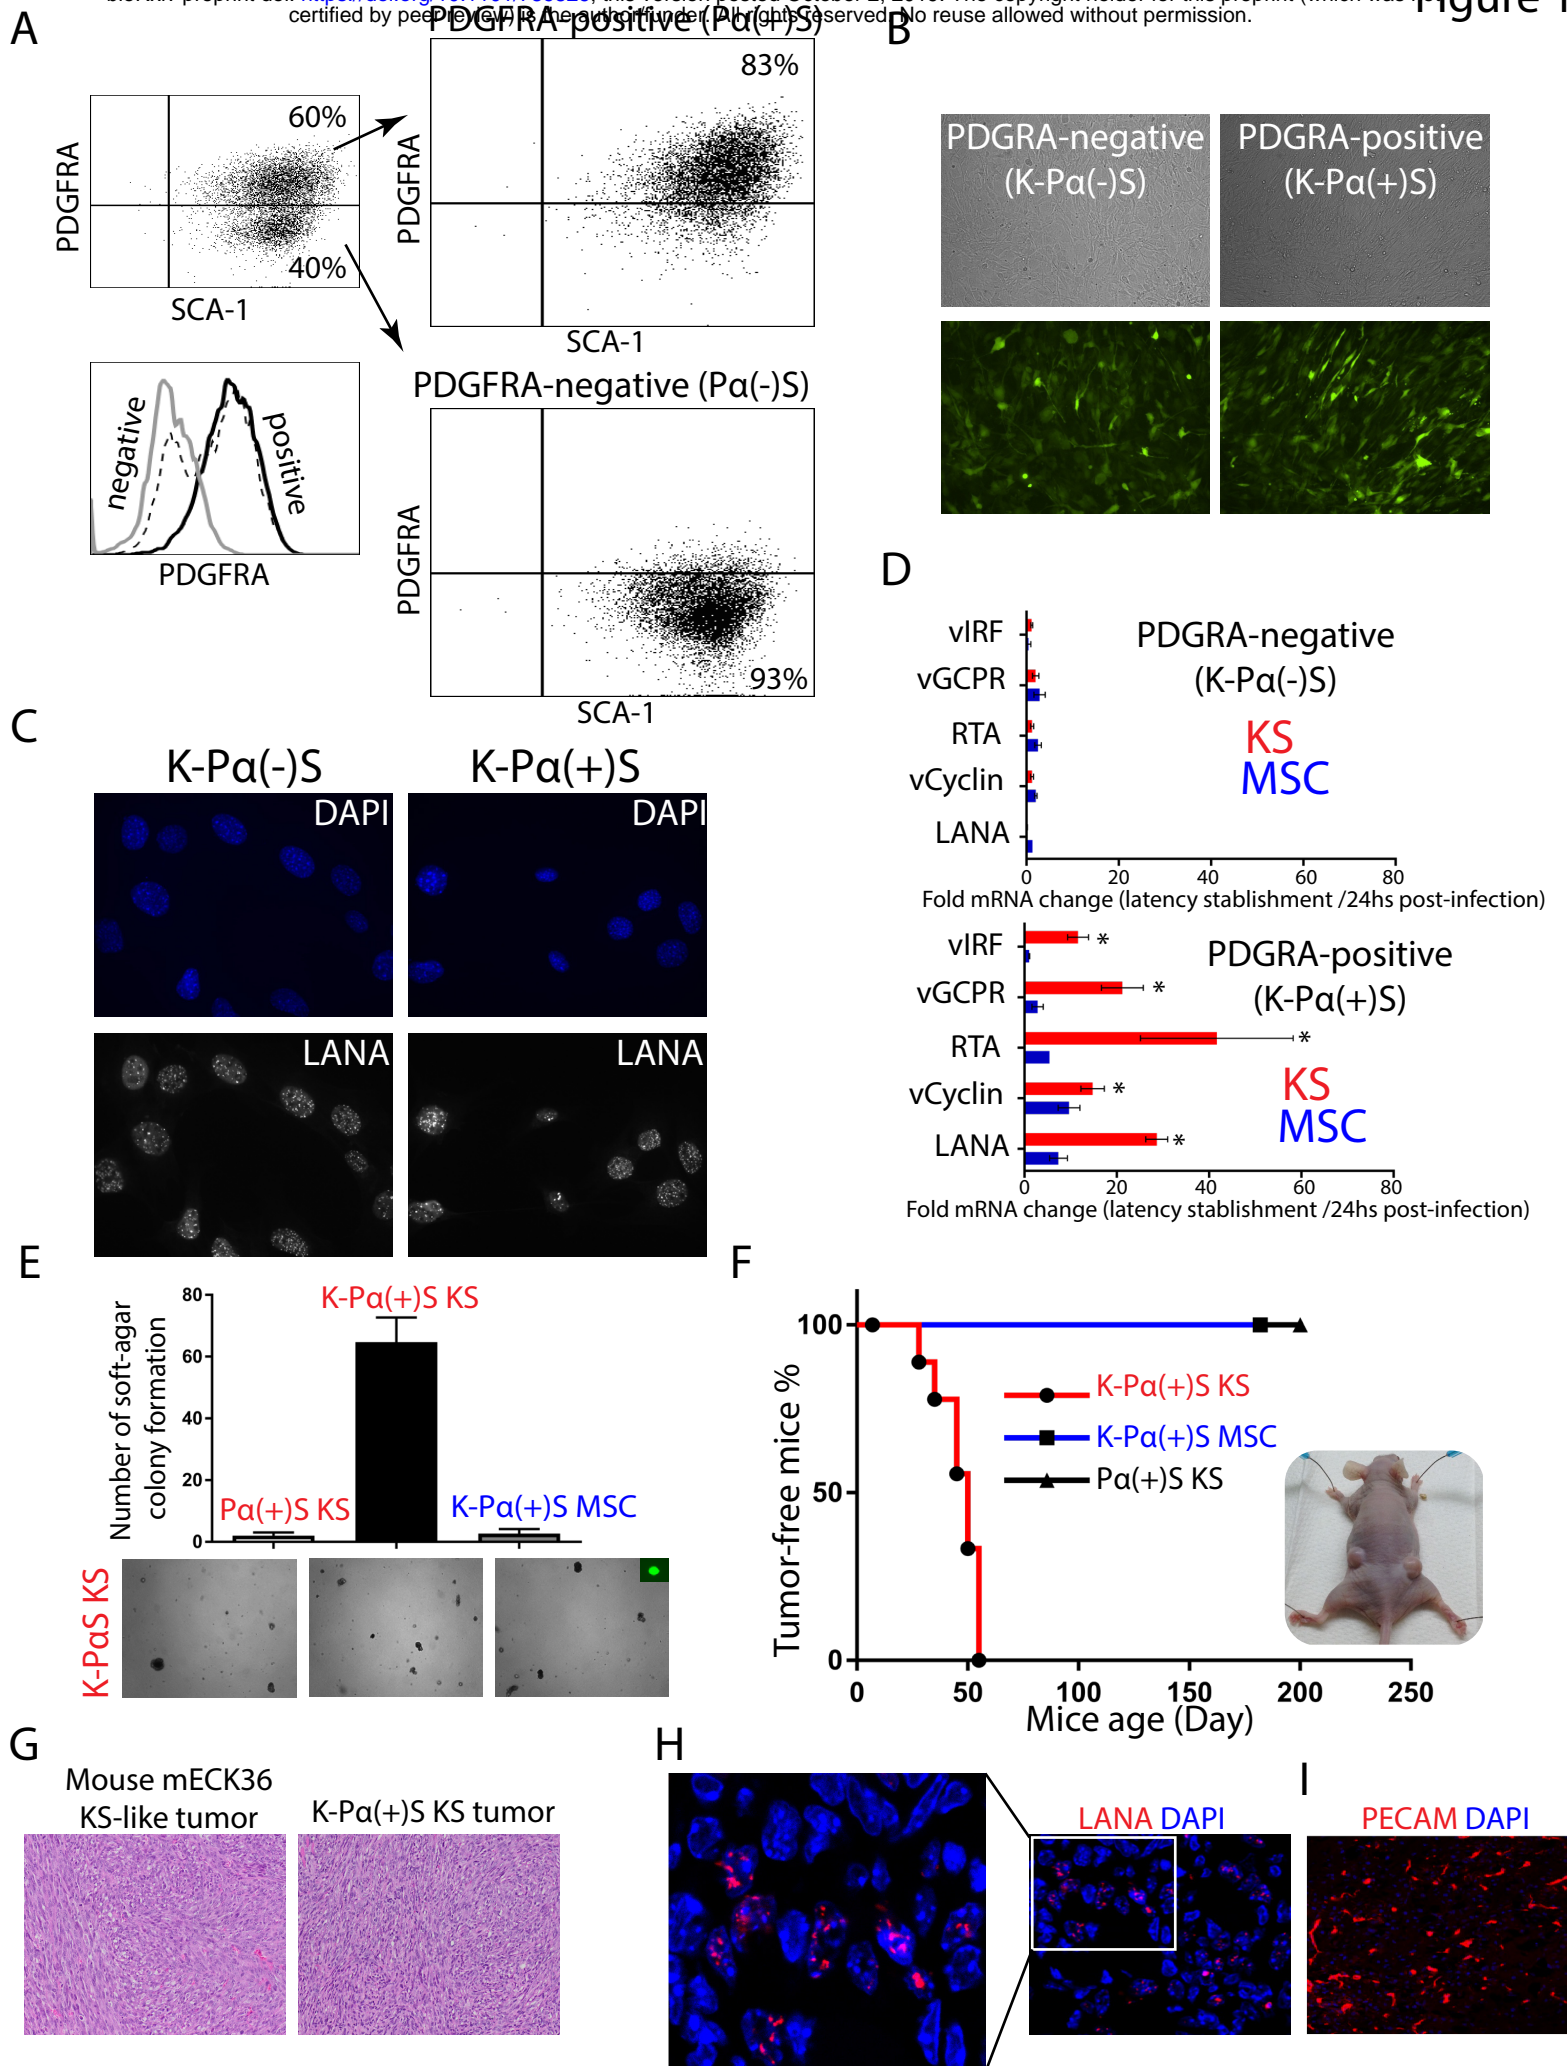 certified by peer review) is the author/funder. All rights reserved. No reuse allowed without permission.
Figure 1
A
PDGFRA-positive (Pα(+)S)
60%
40%
PDGFRA
SCA-1
83%
PDGFRA
SCA-1
negative
positive
PDGFRA
PDGFRA-negative (Pα(-)S)
PDGFRA
93%
SCA-1
B
PDGRA-negative
(K-Pα(-)S)
PDGRA-positive
(K-Pα(+)S)
C
K-Pα(-)S
K-Pα(+)S
DAPI
DAPI
LANA
LANA
D
vIRF
vGCPR
RTA
vCyclin
LANA
PDGRA-negative
(K-Pα(-)S)
KS
MSC
0 20 40 60 80
Fold mRNA change (latency stablishment /24hs post-infection)
vIRF
vGCPR
RTA
vCyclin
LANA
* * * * *
PDGRA-positive
(K-Pα(+)S)
KS
MSC
0 20 40 60 80
Fold mRNA change (latency stablishment /24hs post-infection)
E
Number of soft-agar
colony formation
80
60
40
20
0
Pα(+)S KS
K-Pα(+)S KS
K-Pα(+)S MSC
K-PαS KS
F
Tumor-free mice %
100
50
0
K-Pα(+)S KS
K-Pα(+)S MSC
Pα(+)S KS
0 50 100 150 200 250
Mice age (Day)
G
Mouse mECK36
KS-like tumor
K-Pα(+)S KS tumor
H
LANA DAPI
I
PECAM DAPI